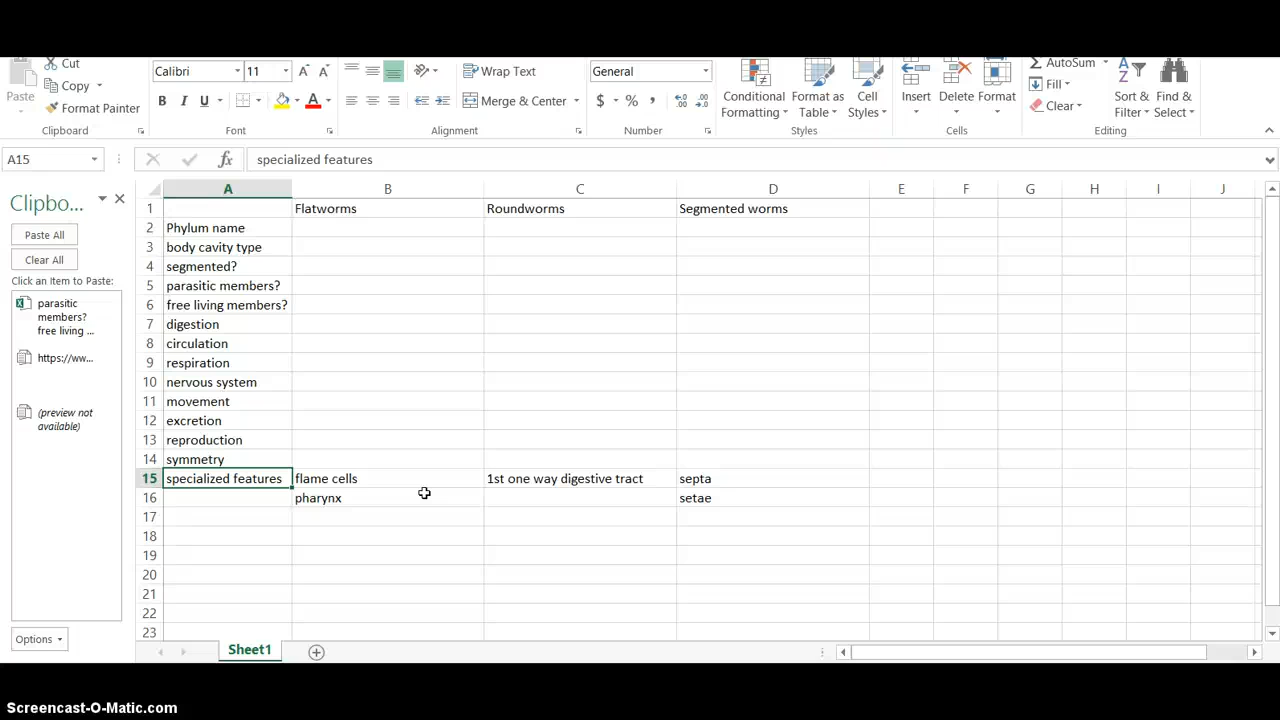 Cut
Calibri 11 A A Wrap Text General AutoSum
Paste Copy Conditional Formatting Format as Table Cell Styles Insert Delete Format Fill Sort & Filter Find & Select
Format Painter B I U A Merge & Center $ % , Clear
Clipboard Font Alignment Number Styles Cells Editing
A15 fx specialized features
Clipbo...
Paste All
Clear All
Click an Item to Paste:
parasitic
members?
free living ...
https://ww...
(preview not
available)
Options
A B C D E F G H I J
1 Flatworms Roundworms Segmented worms
2 Phylum name
3 body cavity type
4 segmented?
5 parasitic members?
6 free living members?
7 digestion
8 circulation
9 respiration
10 nervous system
11 movement
12 excretion
13 reproduction
14 symmetry
15 specialized features flame cells 1st one way digestive tract septa
16 pharynx setae
17
18
19
20
21
22
23
Sheet1
Screencast-O-Matic.com